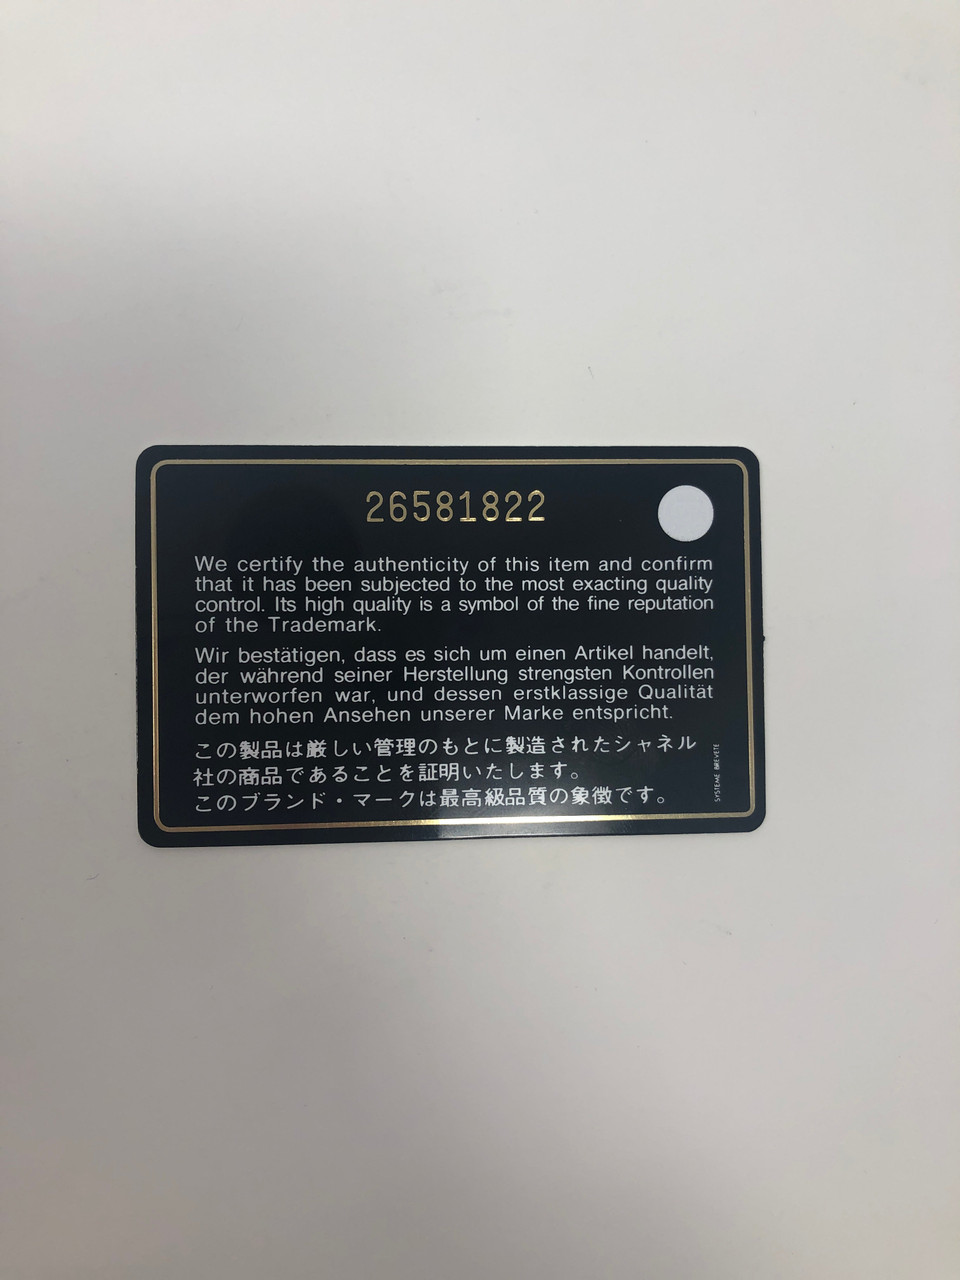 26581822
We certify the authenticity of this item and confirm
that it has been subjected to the most exacting quality
control. Its high quality is a symbol of the fine reputation
of the Trademark.
Wir bestätigen, dass es sich um einen Artikel handelt,
der während seiner Herstellung strengsten Kontrollen
unterworfen war, und dessen erstklassige Qualität
dem hohen Ansehen unserer Marke entspricht.
この製品は厳しい管理のもとに製造されたシャネル
社の商品であることを証明いたします。
このブランド・マークは最高級品質の象徴です。
SYSTEME BREVETE